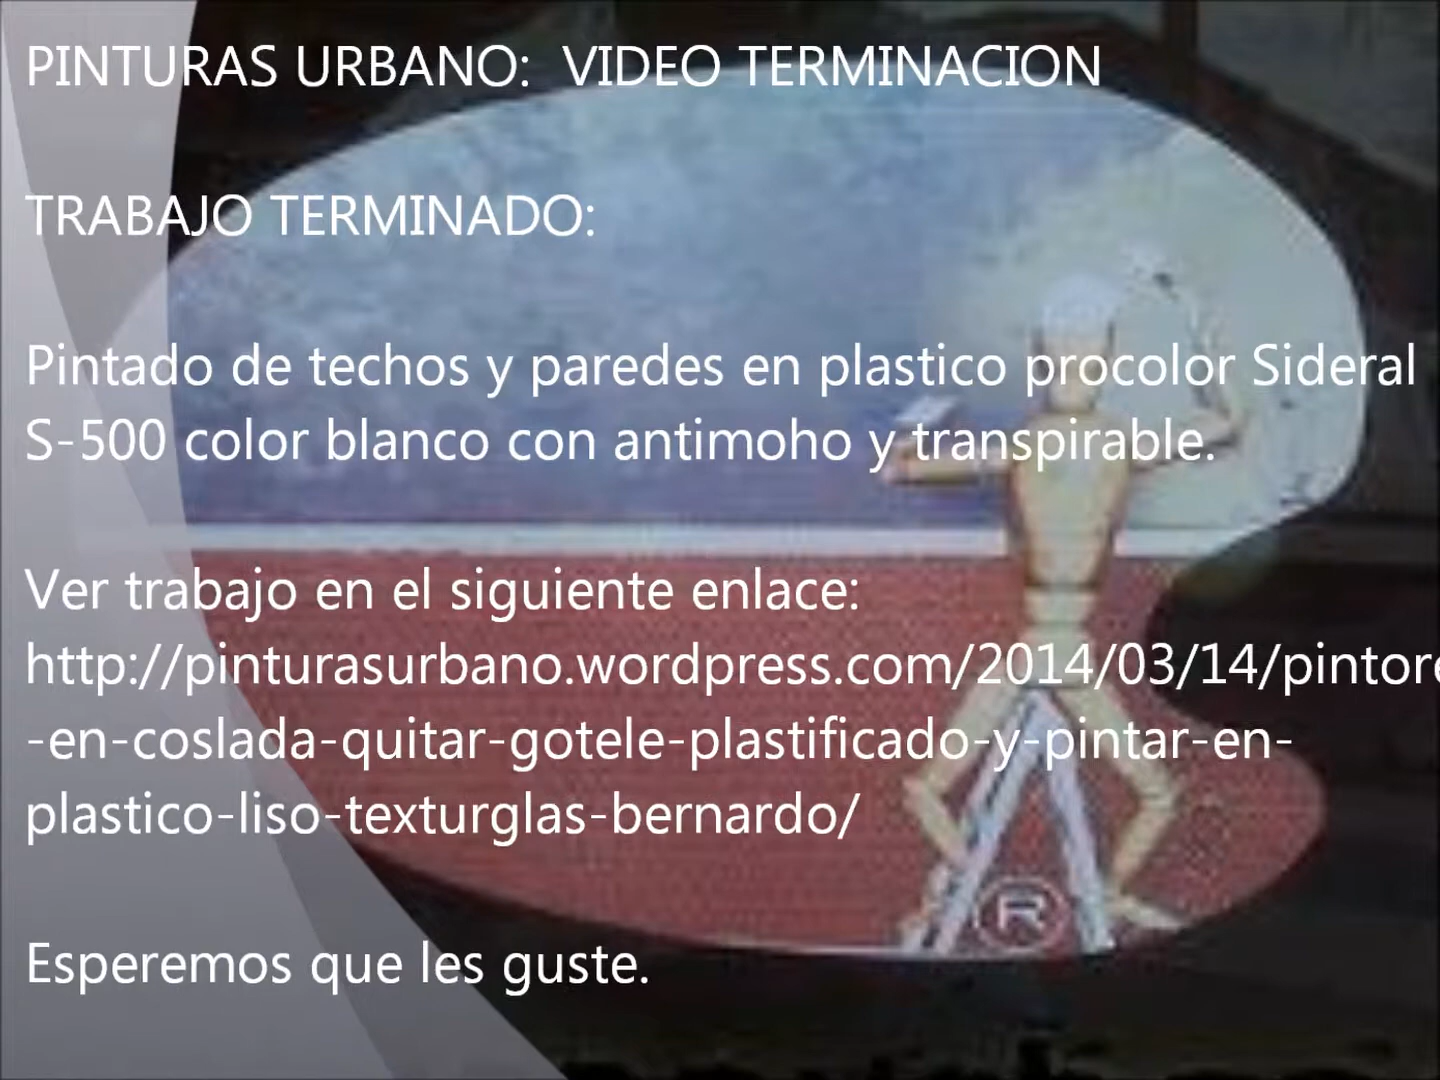 PINTURAS URBANO:  VIDEO TERMINACION
TRABAJO TERMINADO:
Pintado de techos y paredes en plastico procolor Sideral
S-500 color blanco con antimoho y transpirable.
Ver trabajo en el siguiente enlace:
http://pinturasurbano.wordpress.com/2014/03/14/pintore
-en-coslada-quitar-gotele-plastificado-y-pintar-en-
plastico-liso-texturglas-bernardo/
Esperemos que les guste.
®